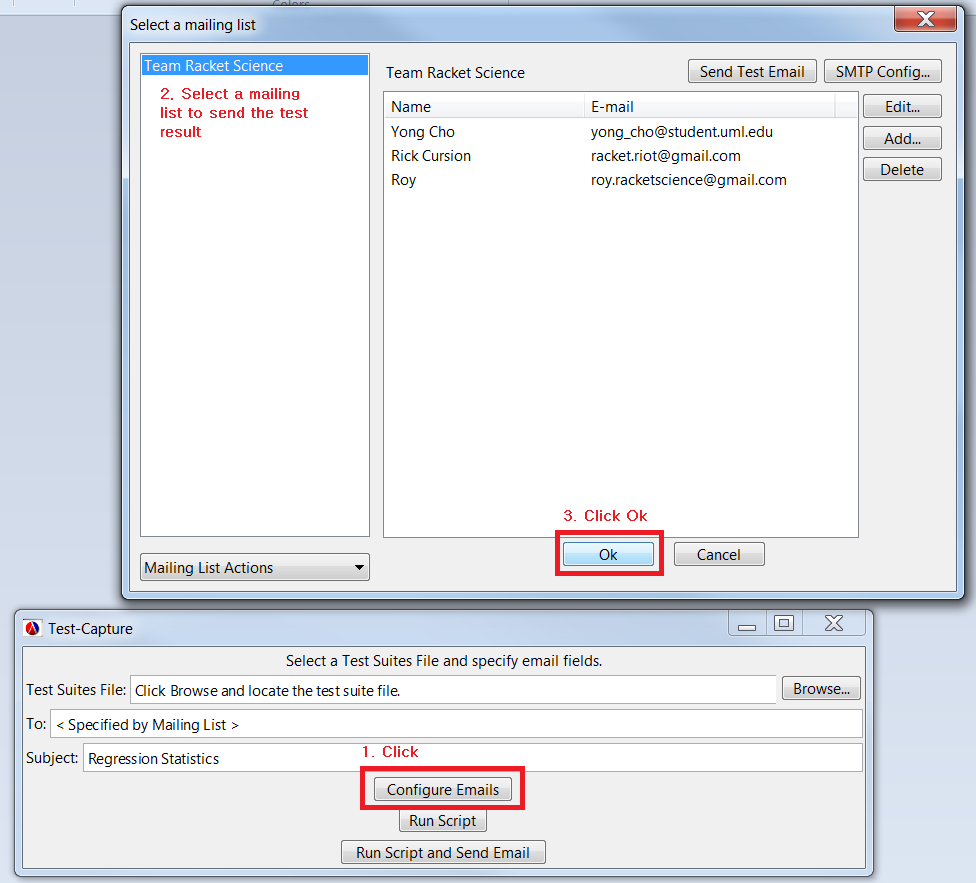 Colors
Select a mailing list
Team Racket Science
2. Select a mailing
list to send the test
result
Team Racket Science
Send Test Email
SMTP Config...
Name
E-mail
Edit...
Yong Cho
yong_cho@student.uml.edu
Add...
Rick Cursion
racket.riot@gmail.com
Delete
Roy
roy.racketscience@gmail.com
3. Click Ok
Ok
Cancel
Mailing List Actions
Test-Capture
Select a Test Suites File and specify email fields.
Test Suites File:
Click Browse and locate the test suite file.
Browse...
To:
< Specified by Mailing List >
Subject:
Regression Statistics
1. Click
Configure Emails
Run Script
Run Script and Send Email